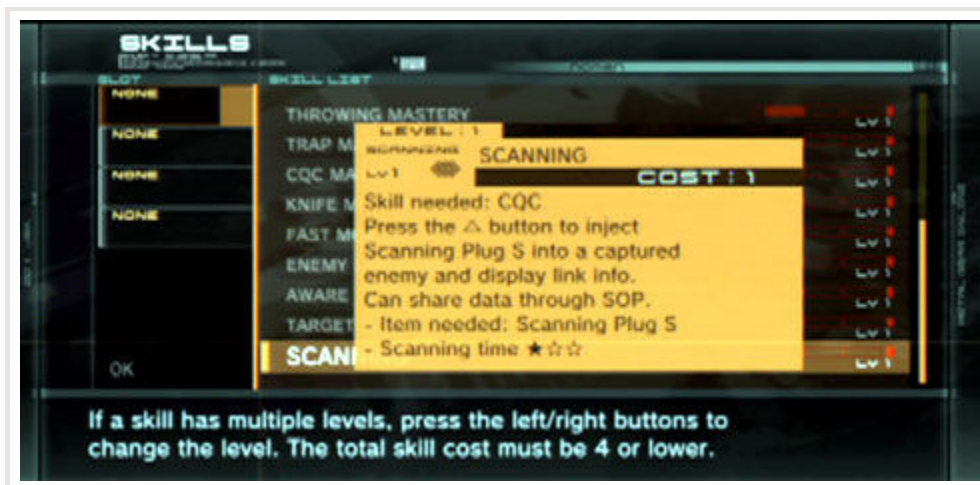 SKILLS
SLOT
SKILL LIST
NONE
NONE
NONE
NONE
OK
THROWING MASTERY
Lv 1
TRAP M
Lv 1
CQC MA
Lv 1
KNIFE M
Lv 1
FAST M
Lv 1
ENEMY
Lv 1
AWARE
Lv 1
TARGET
Lv 1
SCAN
Lv 1
LEVEL : 1
SCANNING
Lv 1
SCANNING
COST : 1
Skill needed: CQC
Press the △ button to inject
Scanning Plug S into a captured
enemy and display link info.
Can share data through SOP.
- Item needed: Scanning Plug S
- Scanning time ★☆☆
If a skill has multiple levels, press the left/right buttons to
change the level. The total skill cost must be 4 or lower.